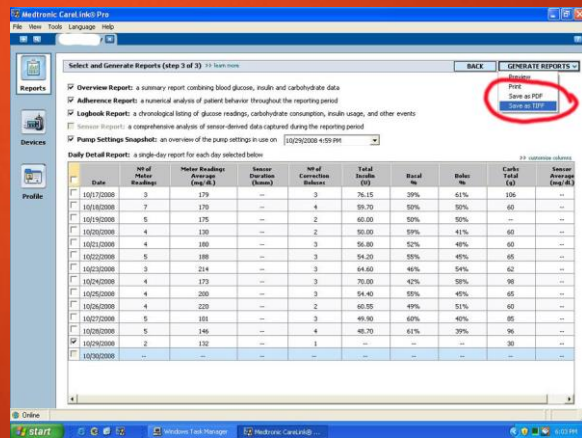 Medtronic CareLink® Pro
File View Tools Language Help
Select and Generate Reports (step 3 of 3) >> learn more
BACK GENERATE REPORTS
Preview
Print
Save as PDF
Save as TIFF
Reports
Devices
Profile
Overview Report: a summary report combining blood glucose, insulin and carbohydrate data
Adherence Report: a numerical analysis of patient behavior throughout the reporting period
Logbook Report: a chronological listing of glucose readings, carbohydrate consumption, insulin usage, and other events
Sensor Report: a comprehensive analysis of sensor-derived data captured during the reporting period
Pump Settings Snapshot: an overview of the pump settings in use on 10/29/2008 4:59 PM
Daily Detail Report: a single-day report for each day selected below
>> customize columns
Date Nº of Meter Readings Meter Readings Average (mg/dL) Sensor Duration (h:mm) Nº of Correction Boluses Total Insulin (U) Basal % Bolus % Carbs Total (g) Sensor Average (mg/dL)
10/17/2008 3 179 -- 3 76.15 39% 61% 106 --
10/18/2008 7 170 -- 4 59.70 50% 50% 60 --
10/19/2008 5 175 -- 2 60.00 50% 50% -- --
10/20/2008 4 130 -- 2 50.00 59% 41% 60 --
10/21/2008 4 180 -- 3 56.80 52% 48% 60 --
10/22/2008 5 188 -- 3 54.20 55% 45% 65 --
10/23/2008 3 214 -- 3 64.60 46% 54% 62 --
10/24/2008 4 173 -- 3 70.00 42% 58% 98 --
10/25/2008 4 200 -- 3 54.40 55% 45% 65 --
10/26/2008 4 220 -- 2 60.55 49% 51% 60 --
10/27/2008 5 181 -- 3 49.90 60% 40% 85 --
10/28/2008 5 146 -- 4 48.70 61% 39% 96 --
10/29/2008 2 132 -- 1 -- -- -- 30 --
10/30/2008 -- -- -- -- -- -- -- -- --
Online
start Windows Task Manager Medtronic CareLink® ... 6:03 PM